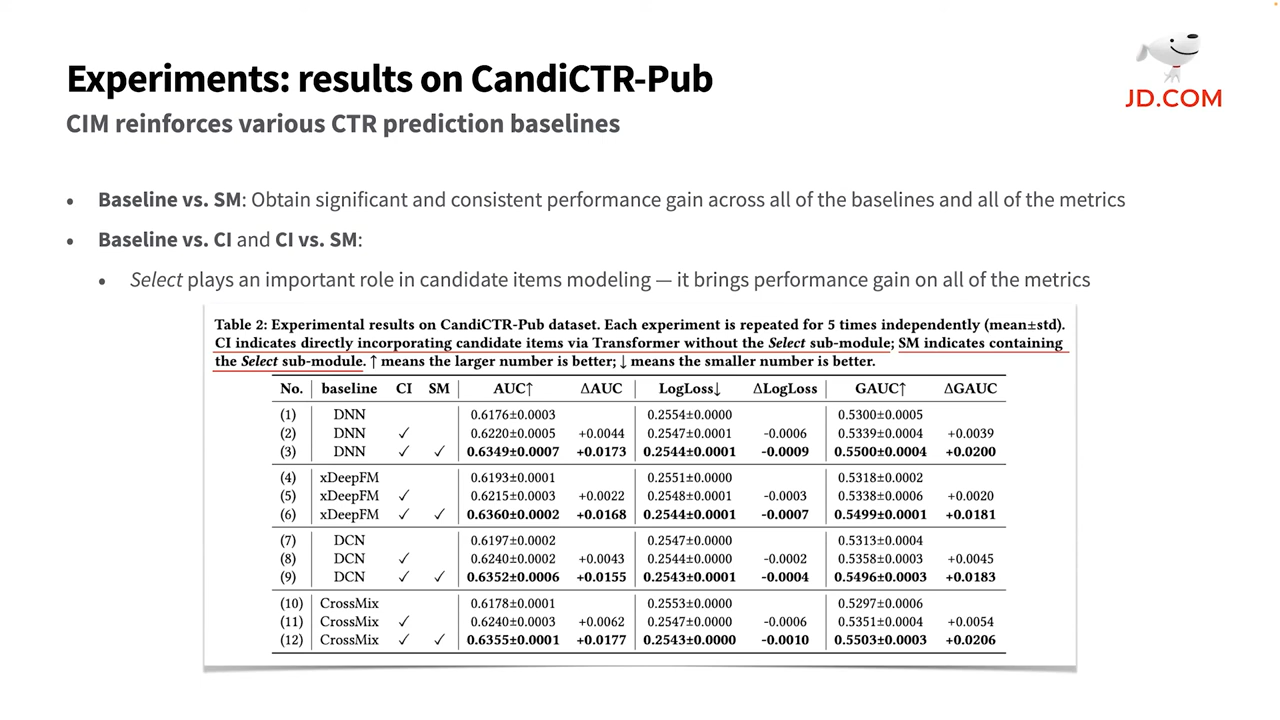 Experiments: results on CandiCTR-Pub
JD.COM
CIM reinforces various CTR prediction baselines
• Baseline vs. SM: Obtain significant and consistent performance gain across all of the baselines and all of the metrics
• Baseline vs. CI and CI vs. SM:
• Select plays an important role in candidate items modeling — it brings performance gain on all of the metrics
Table 2: Experimental results on CandiCTR-Pub dataset. Each experiment is repeated for 5 times independently (mean±std).
CI indicates directly incorporating candidate items via Transformer without the Select sub-module; SM indicates containing
the Select sub-module. ↑ means the larger number is better; ↓ means the smaller number is better.
No. baseline CI SM AUC↑ ΔAUC LogLoss↓ ΔLogLoss GAUC↑ ΔGAUC
(1) DNN 0.6176±0.0003 0.2554±0.0000 0.5300±0.0005
(2) DNN ✓ 0.6220±0.0005 +0.0044 0.2547±0.0001 -0.0006 0.5339±0.0004 +0.0039
(3) DNN ✓ ✓ 0.6349±0.0007 +0.0173 0.2544±0.0001 -0.0009 0.5500±0.0004 +0.0200
(4) xDeepFM 0.6193±0.0001 0.2551±0.0000 0.5318±0.0002
(5) xDeepFM ✓ 0.6215±0.0003 +0.0022 0.2548±0.0001 -0.0003 0.5338±0.0006 +0.0020
(6) xDeepFM ✓ ✓ 0.6360±0.0002 +0.0168 0.2544±0.0001 -0.0007 0.5499±0.0001 +0.0181
(7) DCN 0.6197±0.0002 0.2547±0.0000 0.5313±0.0004
(8) DCN ✓ 0.6240±0.0002 +0.0043 0.2544±0.0000 -0.0002 0.5358±0.0003 +0.0045
(9) DCN ✓ ✓ 0.6352±0.0006 +0.0155 0.2543±0.0001 -0.0004 0.5496±0.0003 +0.0183
(10) CrossMix 0.6178±0.0001 0.2553±0.0000 0.5297±0.0006
(11) CrossMix ✓ 0.6240±0.0003 +0.0062 0.2547±0.0000 -0.0006 0.5351±0.0004 +0.0054
(12) CrossMix ✓ ✓ 0.6355±0.0001 +0.0177 0.2543±0.0000 -0.0010 0.5503±0.0003 +0.0206